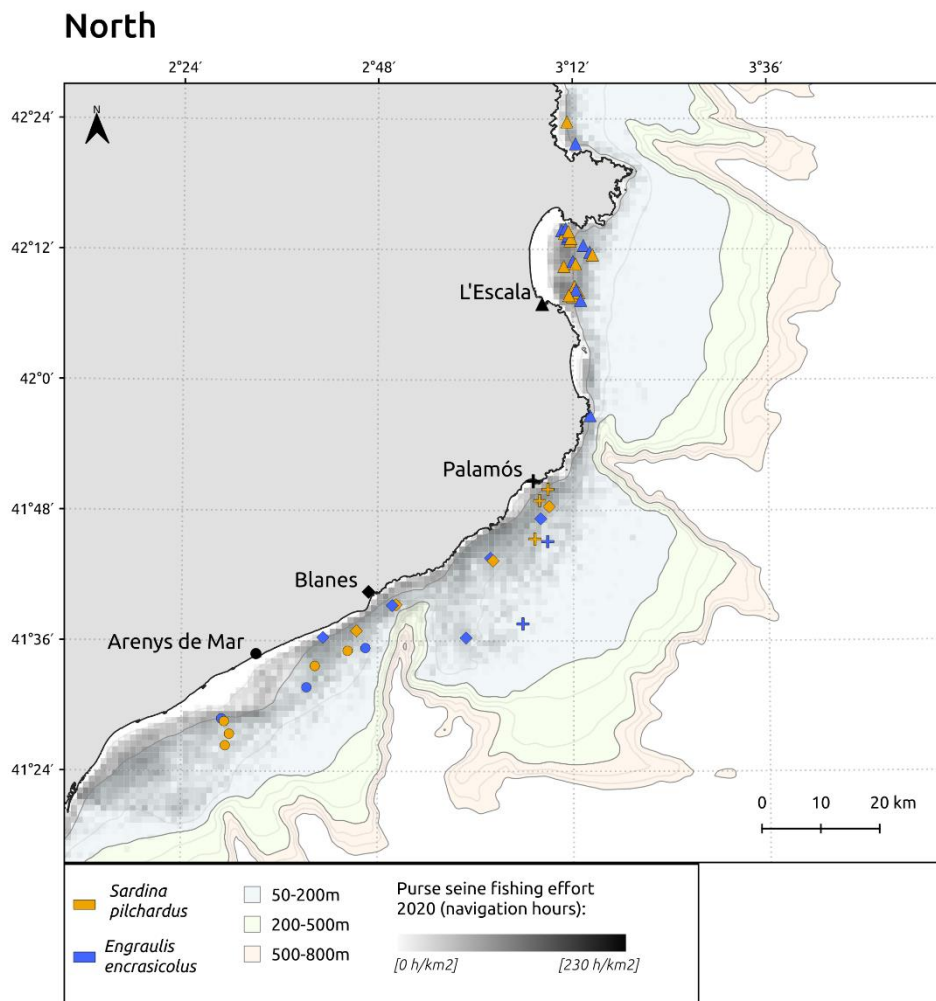 North
2°24′ 2°48′ 3°12′ 3°36′
N
42°24′
42°12′
L'Escala
42°0′
Palamós
41°48′
Blanes
41°36′
Arenys de Mar
41°24′
0 10 20 km
Sardina
pilchardus
Engraulis
encrasicolus
50-200m
200-500m
500-800m
Purse seine fishing effort
2020 (navigation hours):
[0 h/km2] [230 h/km2]